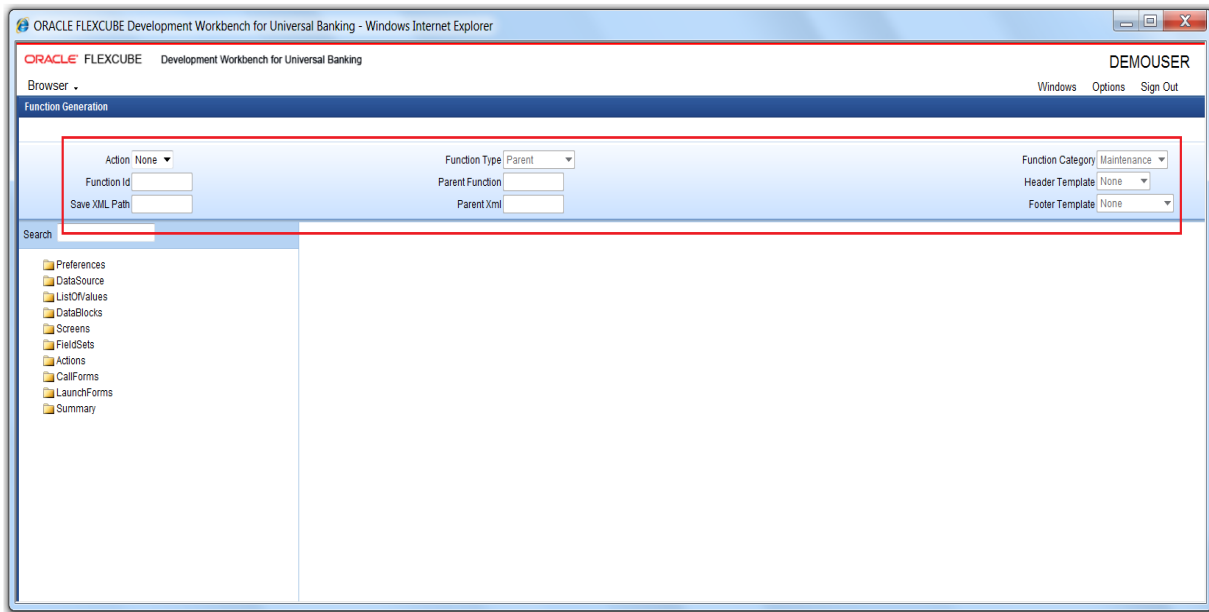 ORACLE FLEXCUBE Development Workbench for Universal Banking - Windows Internet Explorer
ORACLE FLEXCUBE Development Workbench for Universal Banking DEMOUSER
Browser Windows Options Sign Out
Function Generation
Action None Function Type Parent Function Category Maintenance
Function Id Parent Function Header Template None
Save XML Path Parent Xml Footer Template None
Search
Preferences
DataSource
ListOfValues
DataBlocks
Screens
FieldSets
Actions
CallForms
LaunchForms
Summary